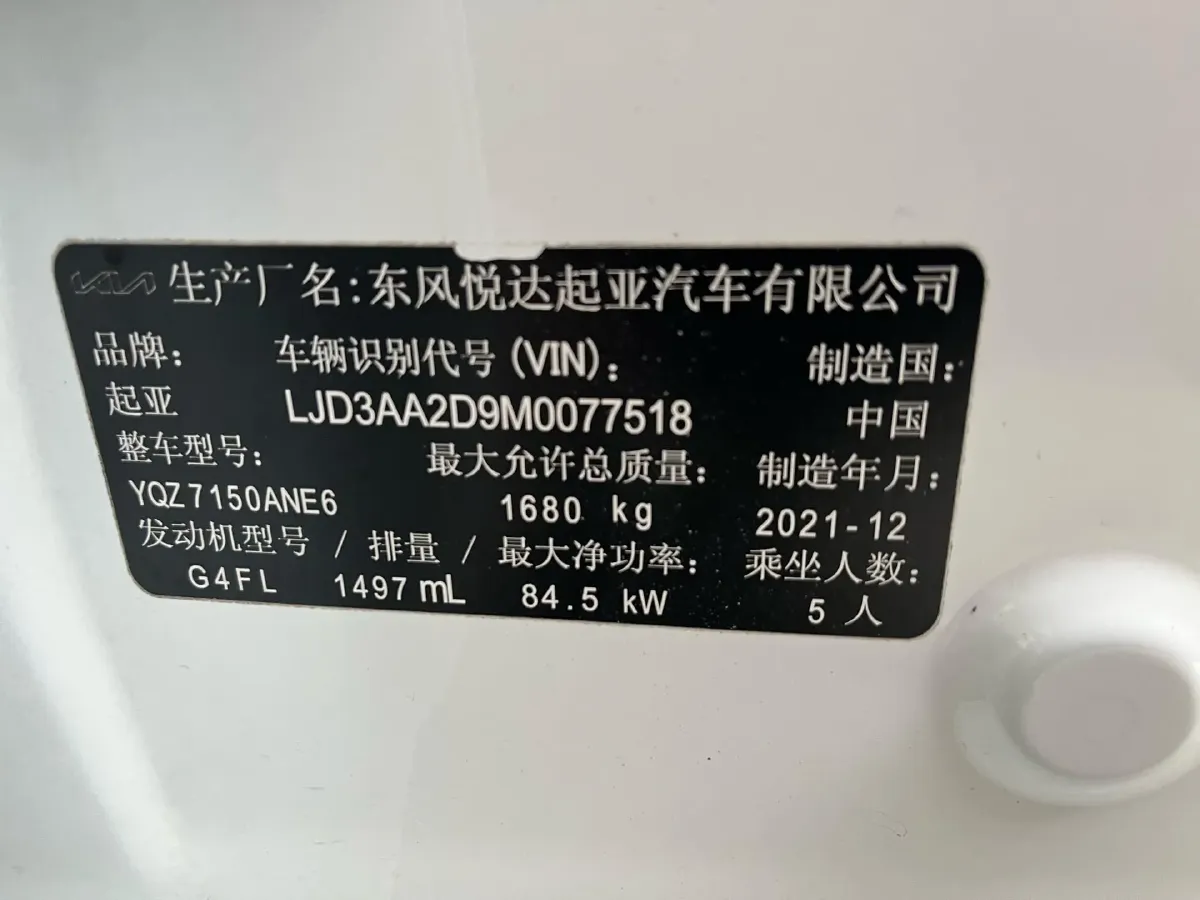 KIA 生产厂名:东风悦达起亚汽车有限公司
品牌: 车辆识别代号(VIN): 制造国:
起亚 LJD3AA2D9M0077518 中国
整车型号: 最大允许总质量: 制造年月:
YQZ7150ANE6 1680 kg 2021-12
发动机型号 / 排量 / 最大净功率: 乘坐人数:
G4FL 1497 mL 84.5 kW 5 人